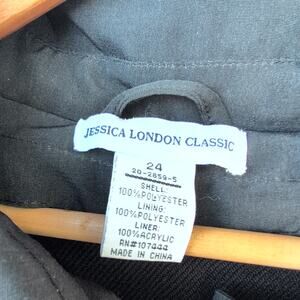 JESSICA LONDON CLASSIC
24
20-2859-5
SHELL:
100%POLYESTER
LINING:
100%POLYESTER
LINER:
100%ACRYLIC
RN#107444
MADE IN CHINA